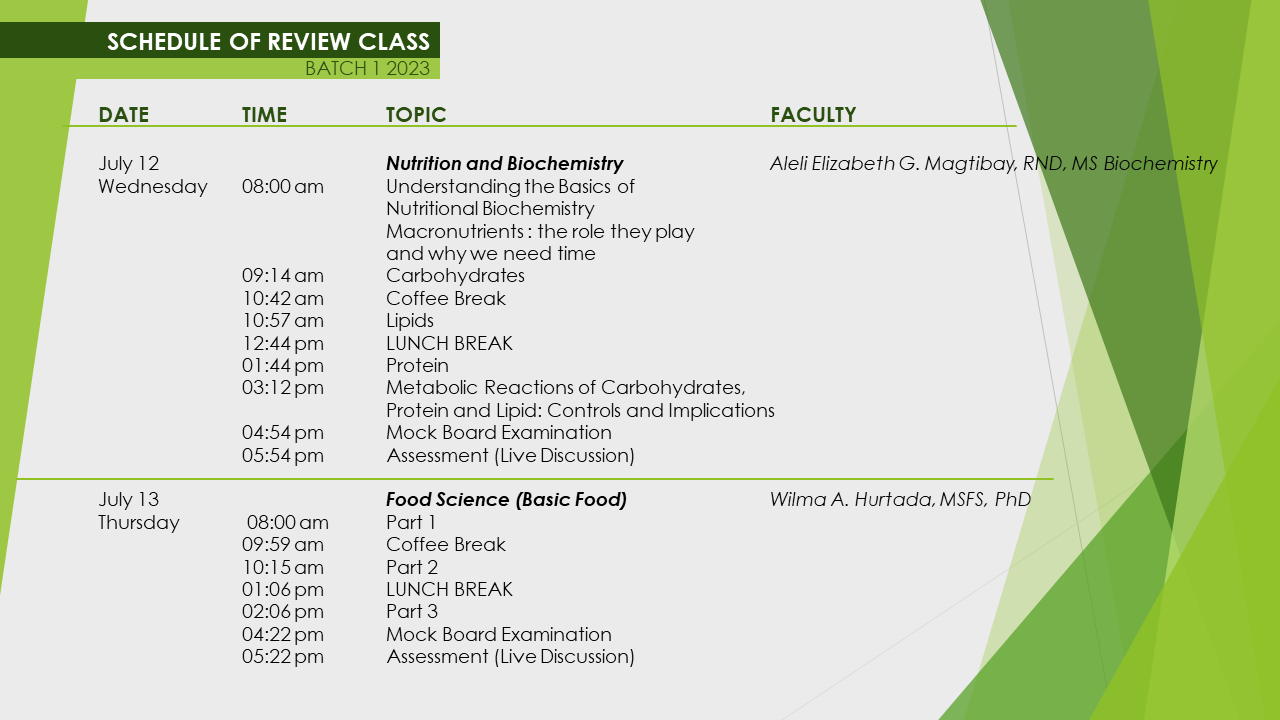 SCHEDULE OF REVIEW CLASS
BATCH 1 2023
DATE TIME TOPIC FACULTY
July 12 Nutrition and Biochemistry Aleli Elizabeth G. Magtibay, RND, MS Biochemistry
Wednesday 08:00 am Understanding the Basics of
Nutritional Biochemistry
Macronutrients : the role they play
and why we need time
09:14 am Carbohydrates
10:42 am Coffee Break
10:57 am Lipids
12:44 pm LUNCH BREAK
01:44 pm Protein
03:12 pm Metabolic Reactions of Carbohydrates,
Protein and Lipid: Controls and Implications
04:54 pm Mock Board Examination
05:54 pm Assessment (Live Discussion)
July 13 Food Science (Basic Food) Wilma A. Hurtada, MSFS, PhD
Thursday 08:00 am Part 1
09:59 am Coffee Break
10:15 am Part 2
01:06 pm LUNCH BREAK
02:06 pm Part 3
04:22 pm Mock Board Examination
05:22 pm Assessment (Live Discussion)